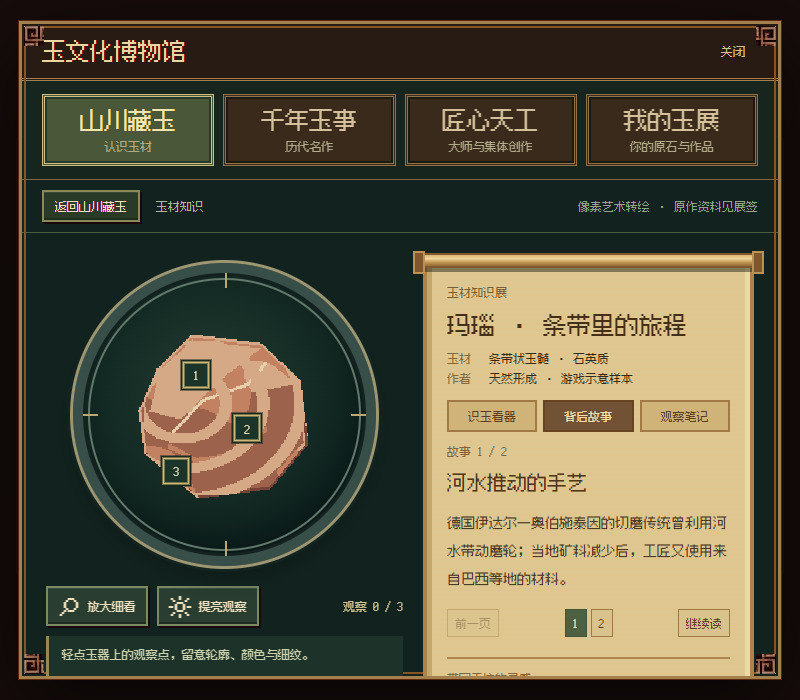 玉文化博物馆
关闭
山川藏玉
认识玉材
千年玉事
历代名作
匠心天工
大师与集体创作
我的玉展
你的原石与作品
返回山川藏玉
玉材知识
像素艺术转绘 · 原作资料见展签
1
2
3
放大细看
提亮观察
观察 0 / 3
轻点玉器上的观察点，留意轮廓、颜色与细纹。
玉材知识展
玛瑙 · 条带里的旅程
玉材 条带状玉髓 · 石英质
作者 天然形成 · 游戏示意样本
识玉看器
背后故事
观察笔记
故事 1 / 2
河水推动的手艺
德国伊达尔—奥伯施泰因的切磨传统曾利用河
水带动磨轮；当地矿料减少后，工匠又使用来
自巴西等地的材料。
前一页
1
2
继续读